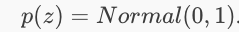 p(z) = Normal(0, 1).